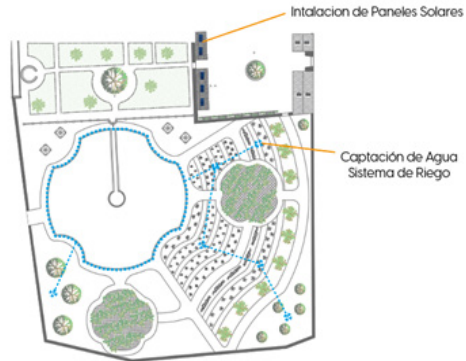 Intalacion de Paneles Solares
Captación de Agua
Sistema de Riego